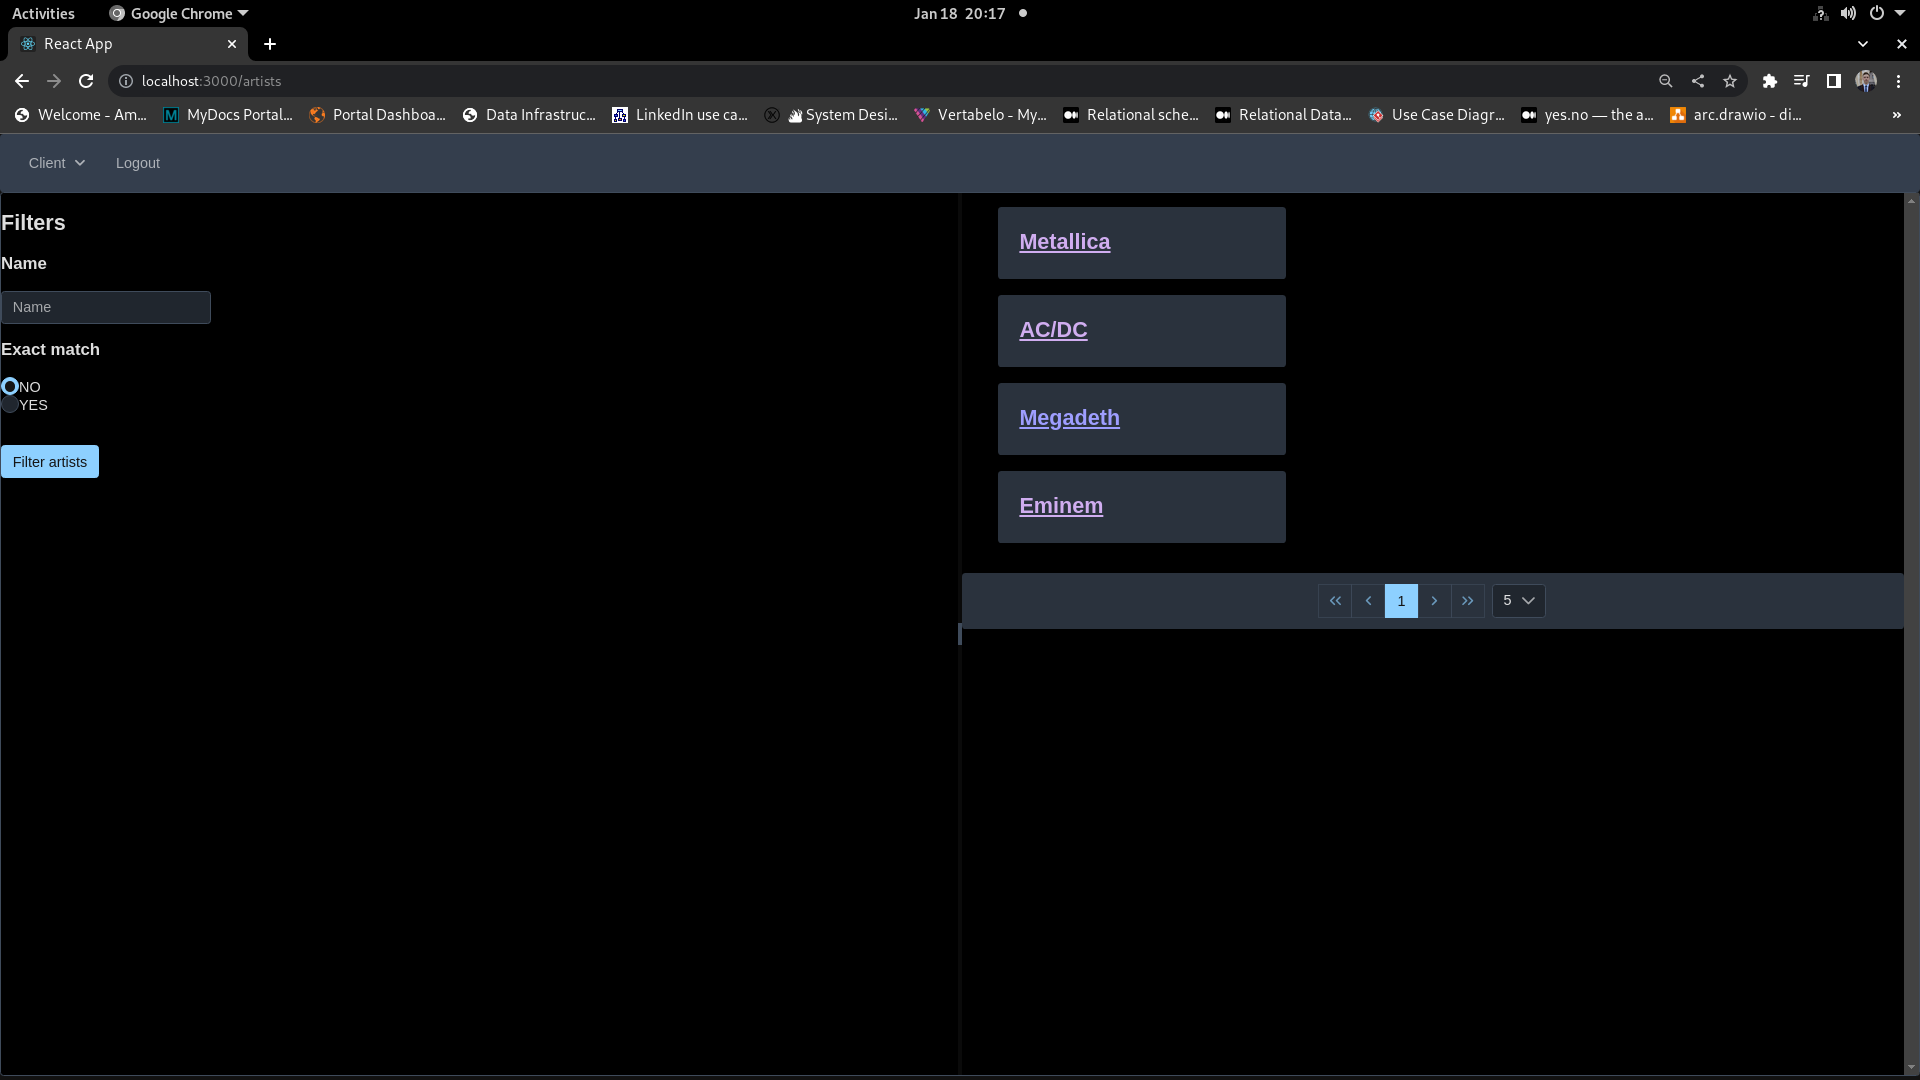 Activities Google Chrome Jan 18 20:17
React App
localhost:3000/artists
Welcome - Am... MyDocs Portal... Portal Dashboa... Data Infrastruc... LinkedIn use ca... System Desi... Vertabelo - My... Relational sche... Relational Data... Use Case Diagr... yes.no — the a... arc.drawio - di... »
Client Logout
Filters
Name
Name
Exact match
NO
YES
Filter artists
Metallica
AC/DC
Megadeth
Eminem
1 5